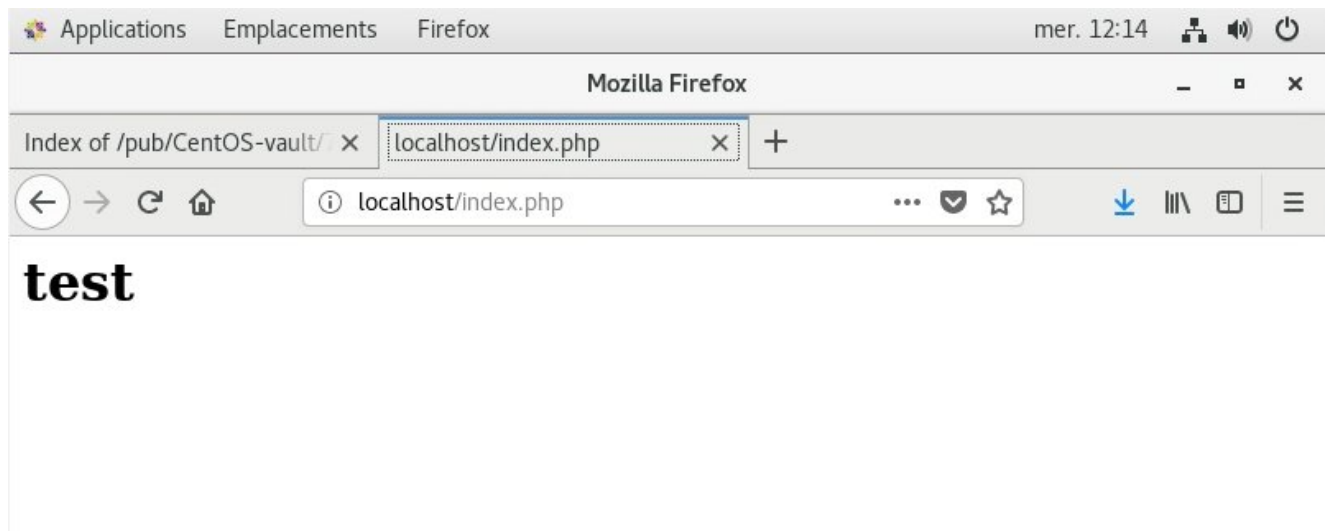 Applications Emplacements Firefox mer. 12:14
Mozilla Firefox
Index of /pub/CentOS-vault/ localhost/index.php
localhost/index.php
test